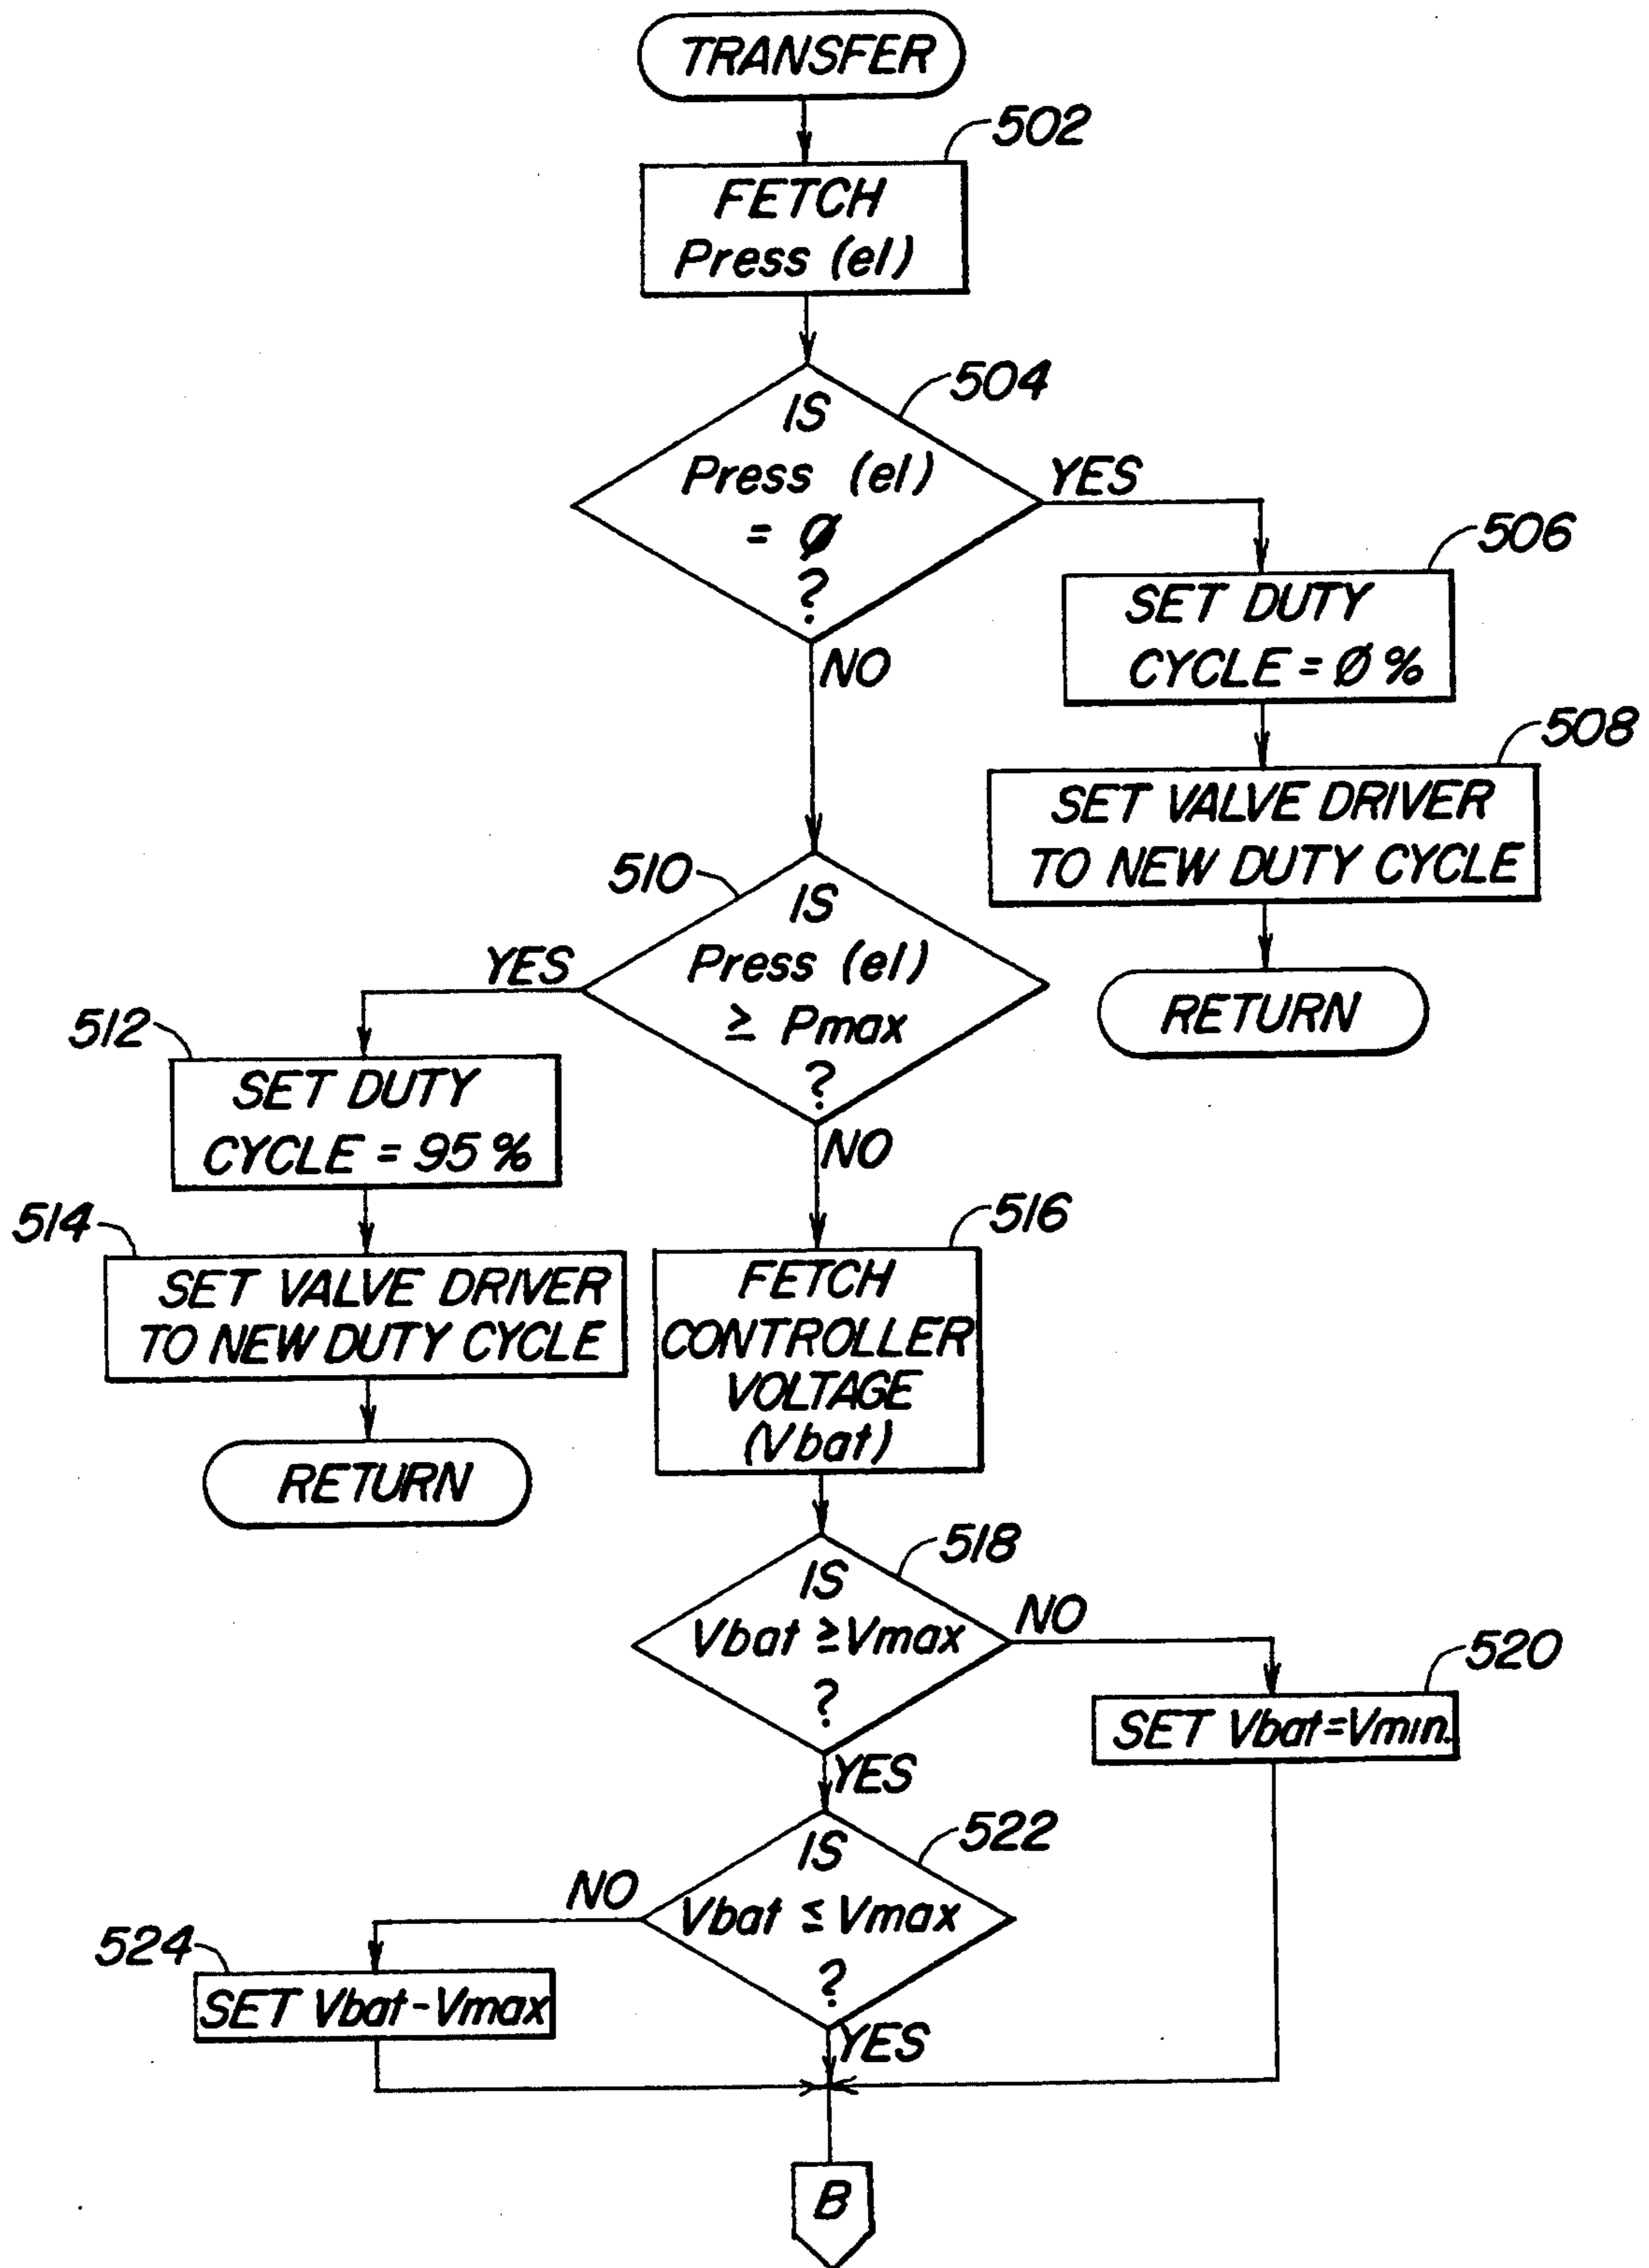 TRANSFER
502
FETCH
Press (el)
504
IS
Press (el)
= Ø
?
YES
NO
506
SET DUTY
CYCLE = Ø %
508
SET VALVE DRIVER
TO NEW DUTY CYCLE
RETURN
510
IS
Press (el)
≥ Pmax
?
YES
NO
512
SET DUTY
CYCLE = 95 %
514
SET VALVE DRIVER
TO NEW DUTY CYCLE
RETURN
516
FETCH
CONTROLLER
VOLTAGE
(Vbat)
518
IS
Vbat ≥ Vmax
?
NO
YES
520
SET Vbat=Vmin.
522
IS
Vbat ≤ Vmax
?
NO
YES
524
SET Vbat-Vmax
B